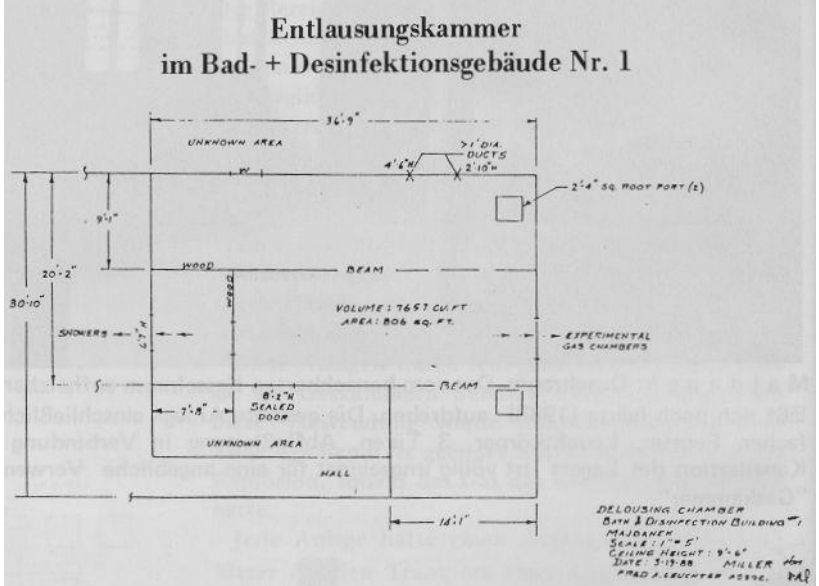 Entlausungskammer
im Bad- + Desinfektionsgebäude Nr. 1
36'-9"
UNKNOWN AREA
>1' DIA.
DUCTS
4'6"H
2'-10"H
W
2'-4" SQ. ROOT PORT (2)
9'-1"
WOOD
BEAM
20'-2"
WOOD
30'-10"
VOLUME: 7657 CU.FT
AREA: 806 SQ. FT.
SHOWERS
EXPERIMENTAL
GAS CHAMBERS
BEAM
8'-2"H
SEALED
DOOR
7'-8"
UNKNOWN AREA
HALL
14'-1"
DELOUSING CHAMBER
BATH & DISINFECTION BUILDING #1
MAJDANEK
SCALE: 1" = 5'
CEILING HEIGHT: 9'-6"
DATE: 3-19-88 MILLER
FRED A. LEUCHTER ASSOC.